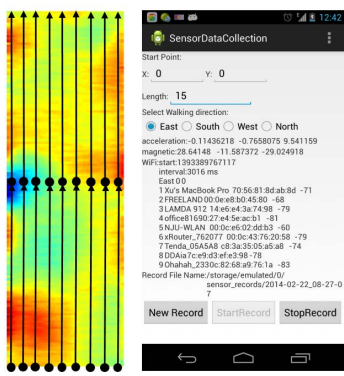 12:42
SensorDataCollection
Start Point:
X: 0 Y: 0
Length: 15
Select Walking direction:
East South West North
acceleration:-0.11436218 -0.7658075 9.541159
magnetic:28.64148 -11.587372 -29.024918
WiFi:start:1393389767117
interval:3016 ms
East 0 0
1 Xu's MacBook Pro 70:56:81:8d:ab:8d -71
2 FREELAND 00:0e:e8:b0:45:80 -68
3 LAMDA 912 14:e6:e4:3a:74:98 -79
4 office81690:27:e4:5e:ac:b1 -81
5 NJU-WLAN 00:0c:e6:02:dd:b3 -60
6 xRouter_762077 00:0c:43:76:20:58 -79
7 Tenda_05A5A8 c8:3a:35:05:a5:a8 -74
8 DDAia7c:e9:d3:ef:e3:98 -78
9 Ohahah_2330c:82:68:a9:76:1a -83
Record File Name:/storage/emulated/0/
sensor_records/2014-02-22_08-27-0
7
New Record StartRecord StopRecord